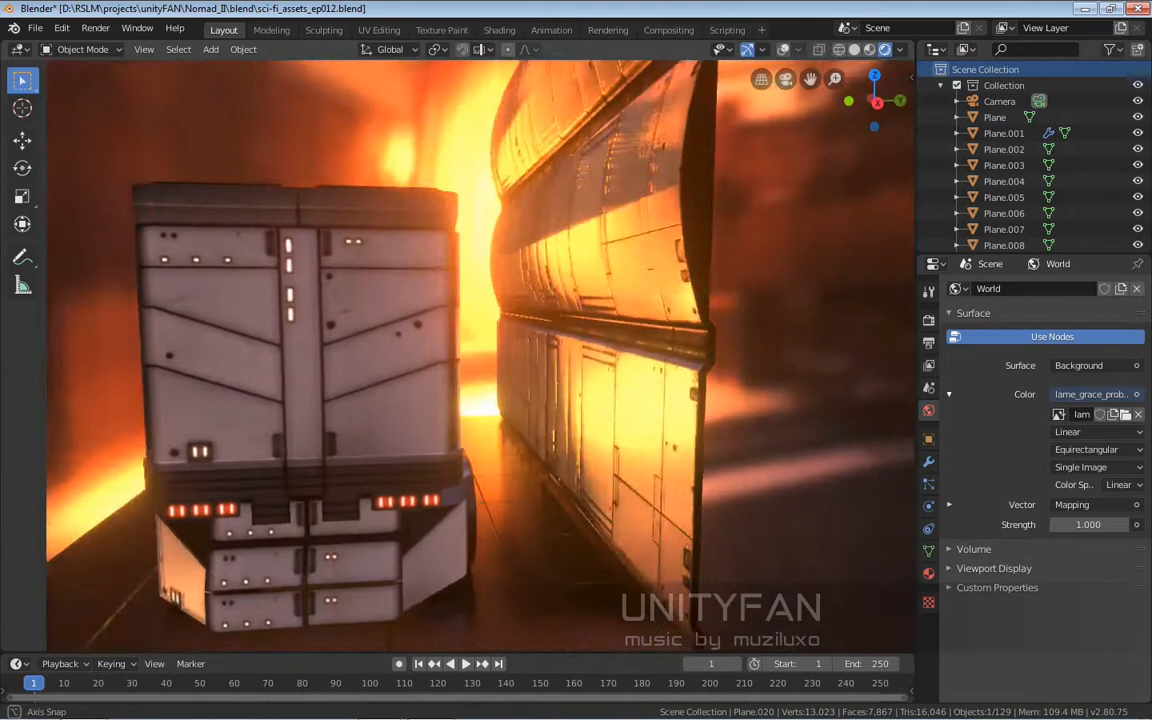 Blender* [D:\RSLM\projects\unityFAN\Nomad_II\blend\sci-fi_assets_ep012.blend]
File Edit Render Window Help Layout Modeling Sculpting UV Editing Texture Paint Shading Animation Rendering Compositing Scripting + Scene View Layer
Object Mode View Select Add Object Global
Z
Y
X
Scene Collection
Collection
Camera
Plane
Plane.001
Plane.002
Plane.003
Plane.004
Plane.005
Plane.006
Plane.007
Plane.008
Scene World
World
Surface
Use Nodes
Surface Background
Color lame_grace_prob..
lam
Linear
Equirectangular
Single Image
Color Sp.. Linear
Vector Mapping
Strength 1.000
Volume
Viewport Display
Custom Properties
UNITYFAN
music by muziluxo
Playback Keying View Marker 1 Start: 1 End: 250
1 10 20 30 40 50 60 70 80 90 100 110 120 130 140 150 160 170 180 190 200 210 220 230 240 250
Axis Snap Scene Collection | Plane.020 | Verts:13,023 | Faces:7,867 | Tris:16,046 | Objects:1/129 | Mem: 109.4 MB | v2.80.75